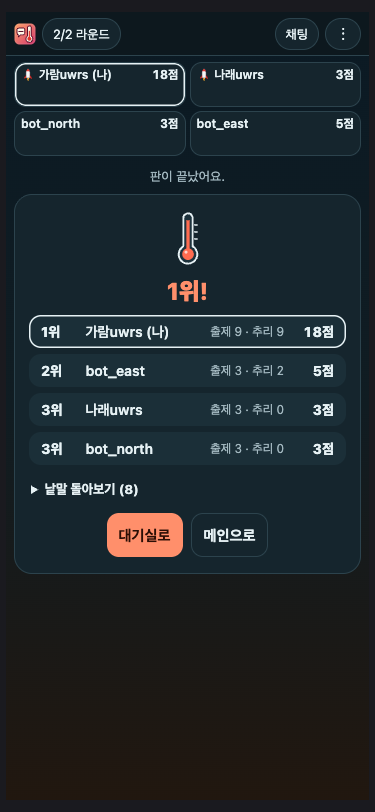 2/2 라운드
채팅
⋮
가람uwrs (나) 18점
나래uwrs 3점
bot_north 3점
bot_east 5점
판이 끝났어요.
1위!
1위 가람uwrs (나) 출제 9 · 추리 9 18점
2위 bot_east 출제 3 · 추리 2 5점
3위 나래uwrs 출제 3 · 추리 0 3점
3위 bot_north 출제 3 · 추리 0 3점
▶ 낱말 돌아보기 (8)
대기실로
메인으로